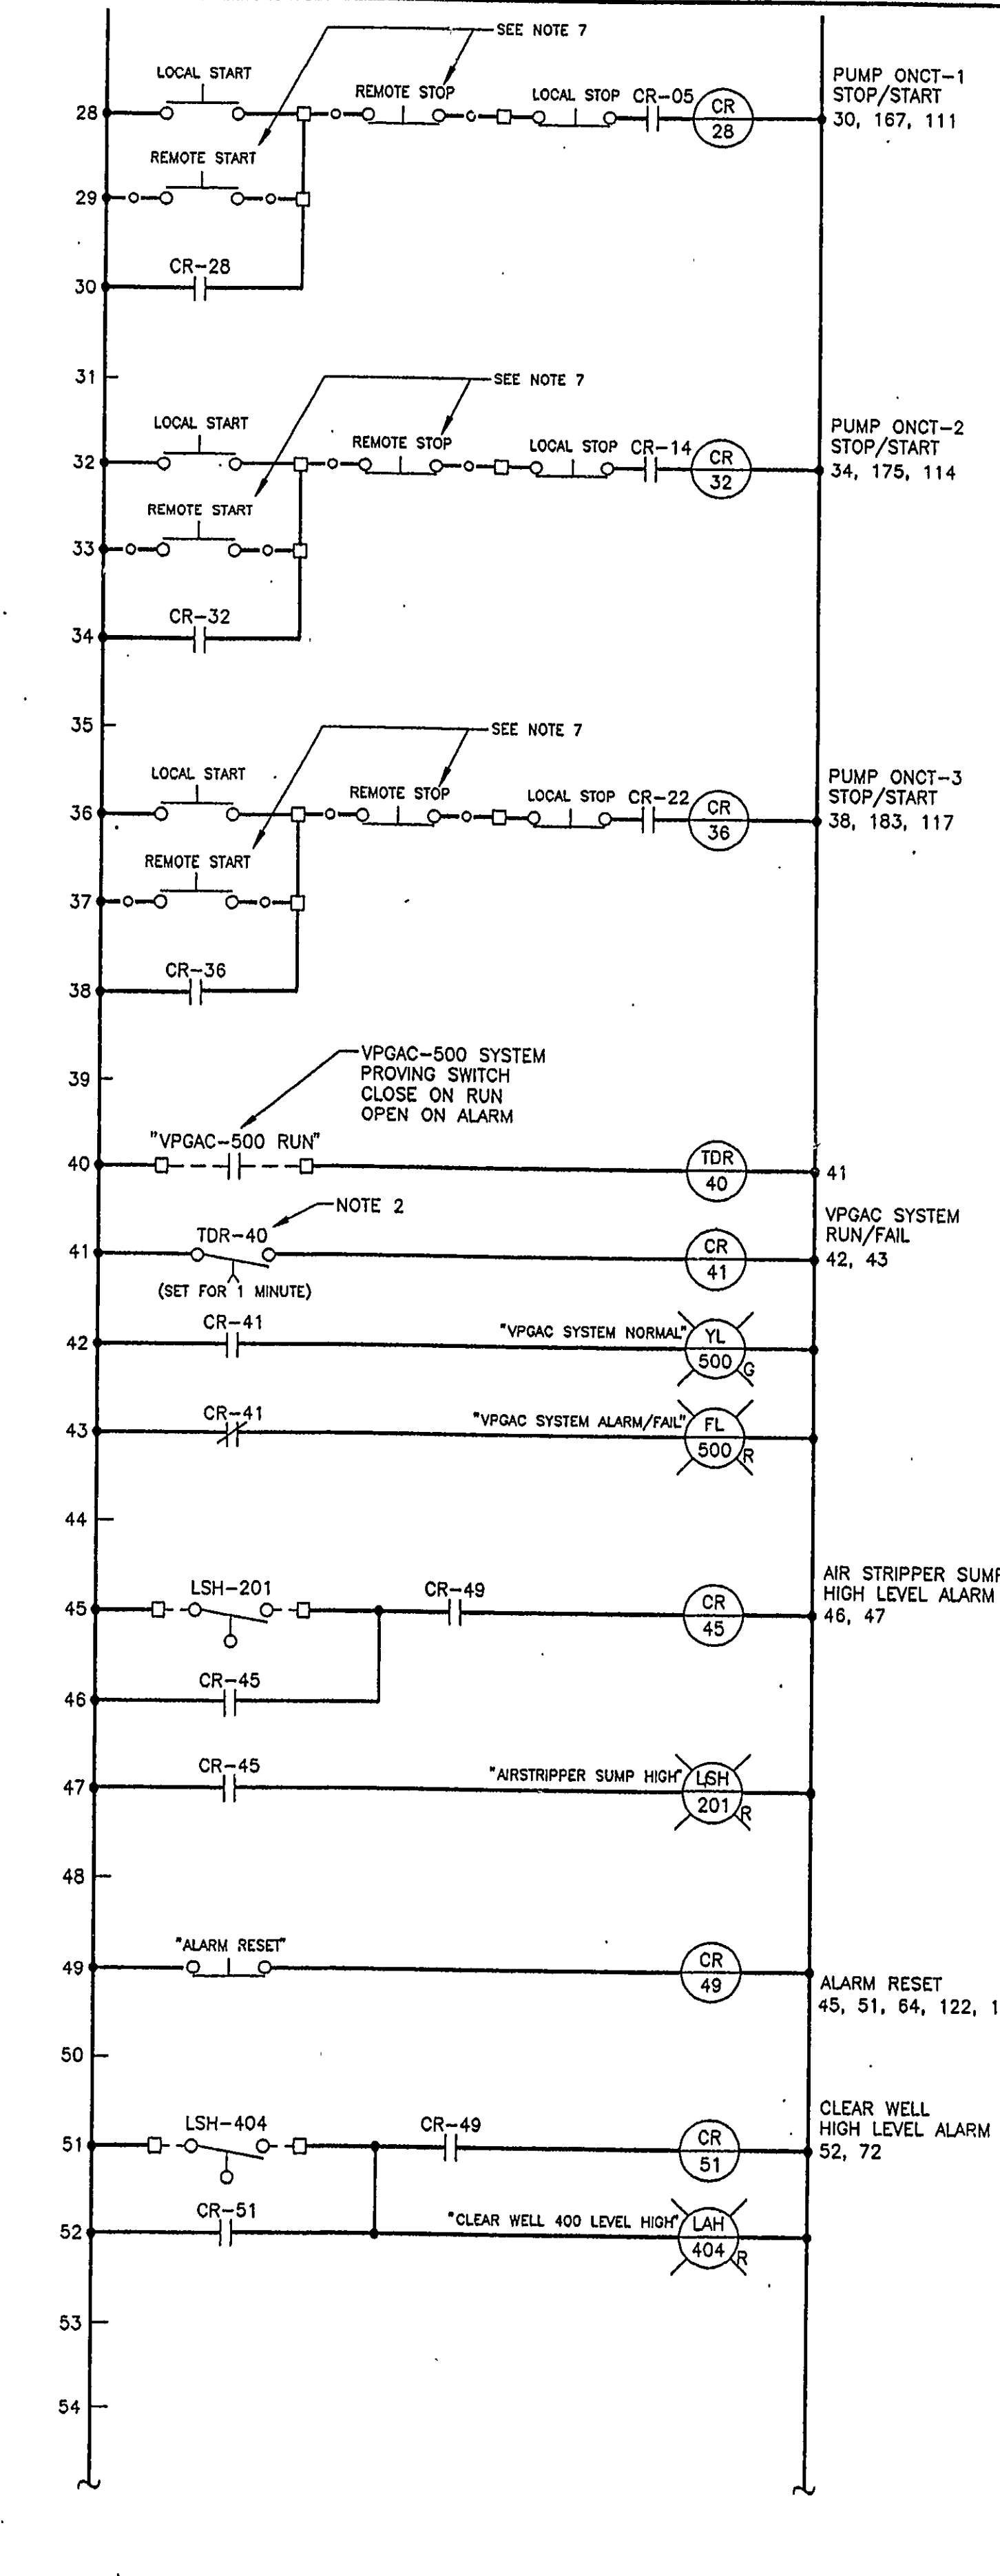 SEE NOTE 7
LOCAL START
REMOTE STOP
LOCAL STOP
CR-05
PUMP ONCT-1
STOP/START
30, 167, 111
28
CR
28
REMOTE START
29
CR-28
30
31
SEE NOTE 7
LOCAL START
REMOTE STOP
LOCAL STOP
CR-14
PUMP ONCT-2
STOP/START
34, 175, 114
32
CR
32
REMOTE START
33
CR-32
34
35
SEE NOTE 7
LOCAL START
REMOTE STOP
LOCAL STOP
CR-22
PUMP ONCT-3
STOP/START
38, 183, 117
36
CR
36
REMOTE START
37
CR-36
38
39
VPGAC-500 SYSTEM
PROVING SWITCH
CLOSE ON RUN
OPEN ON ALARM
"VPGAC-500 RUN"
40
TDR
40
41
NOTE 2
TDR-40
41
(SET FOR 1 MINUTE)
CR
41
VPGAC SYSTEM
RUN/FAIL
42, 43
CR-41
42
"VPGAC SYSTEM NORMAL"
YL
500
G
CR-41
43
"VPGAC SYSTEM ALARM/FAIL"
FL
500
R
44
LSH-201
CR-49
45
CR
45
AIR STRIPPER SUMP
HIGH LEVEL ALARM
46, 47
CR-45
46
CR-45
47
"AIRSTRIPPER SUMP HIGH"
LSH
201
R
48
"ALARM RESET"
49
CR
49
ALARM RESET
45, 51, 64, 122, 1
50
LSH-404
CR-49
51
CR
51
CLEAR WELL
HIGH LEVEL ALARM
52, 72
CR-51
52
"CLEAR WELL 400 LEVEL HIGH"
LAH
404
R
53
54